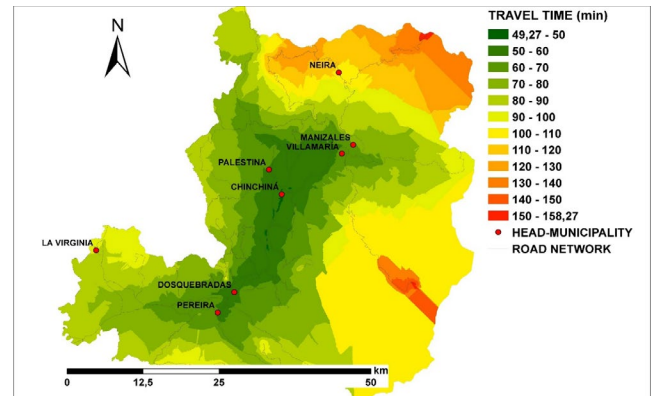 TRAVEL TIME (min)
49,27 - 50
50 - 60
60 - 70
70 - 80
80 - 90
90 - 100
100 - 110
110 - 120
120 - 130
130 - 140
140 - 150
150 - 158,27
HEAD-MUNICIPALITY
ROAD NETWORK
N
NEIRA
MANIZALES
VILLAMARIA
PALESTINA
CHINCHINÁ
LA VIRGINIA
DOSQUEBRADAS
PEREIRA
km
0 12,5 25 50